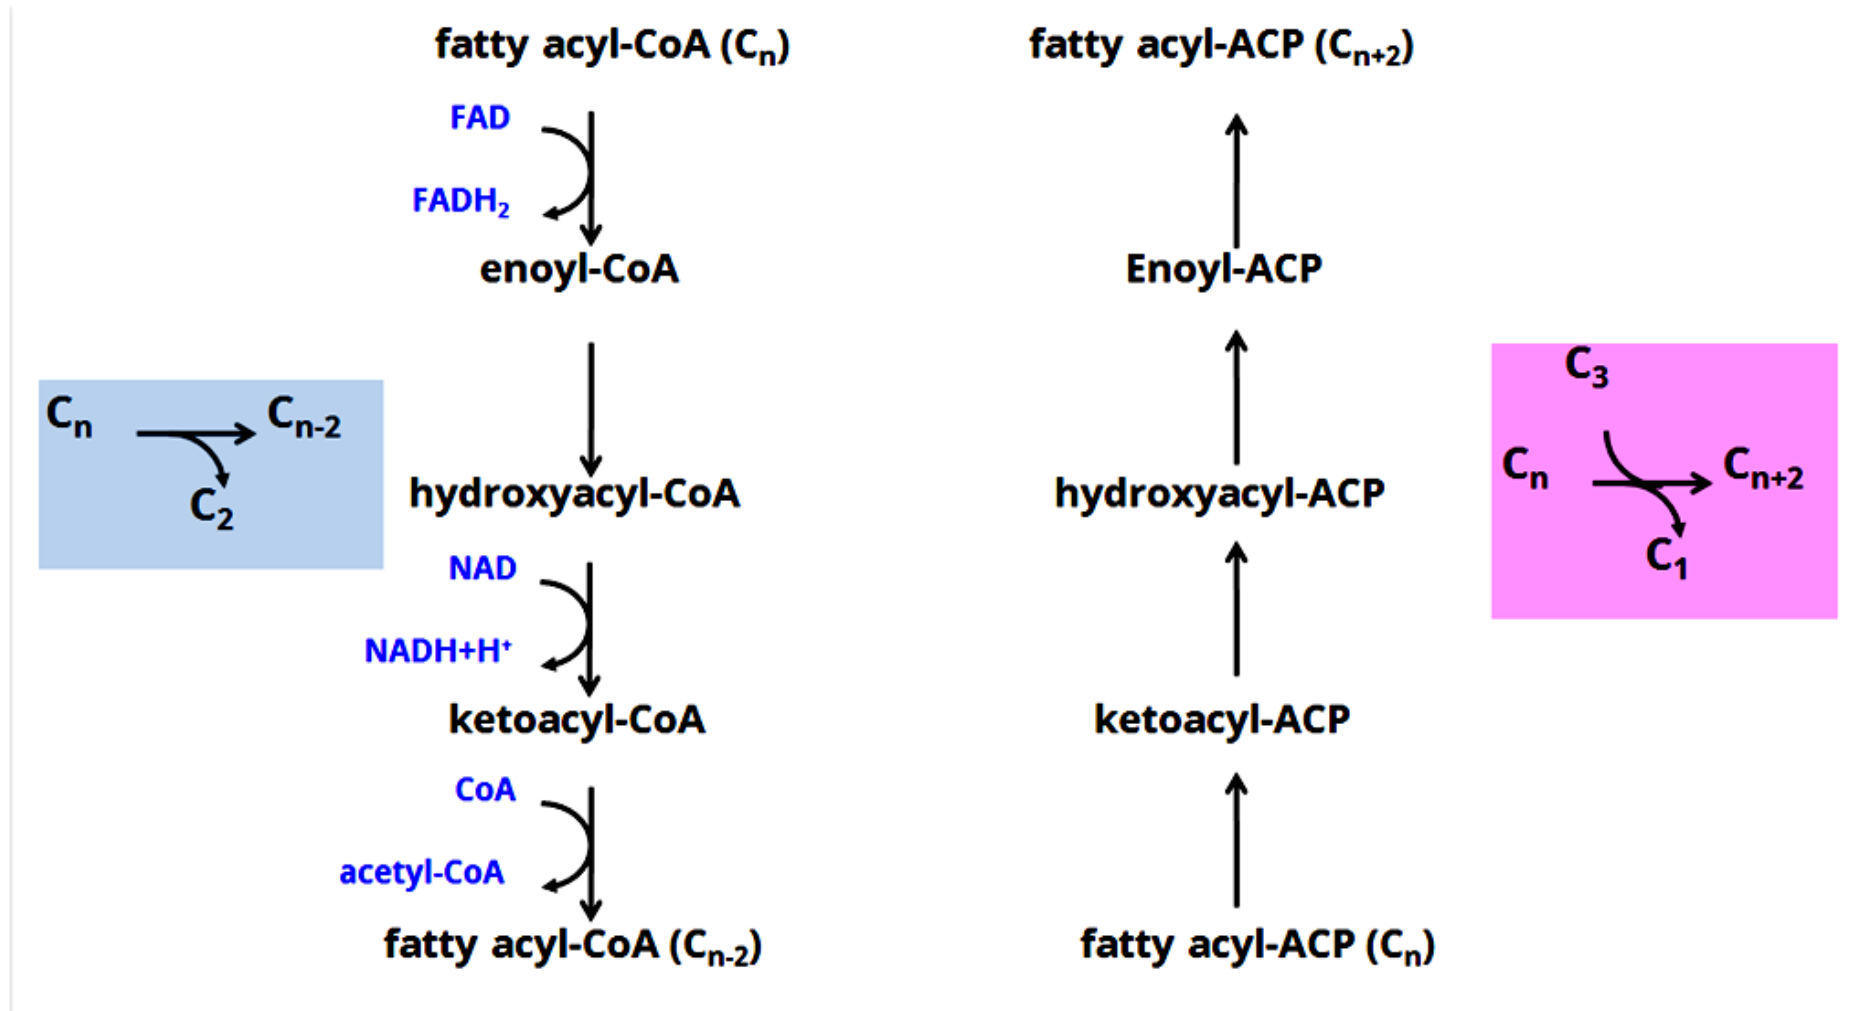 fatty acyl-CoA (Cn)
FAD
FADH2
enoyl-CoA
Cn
Cn-2
C2
hydroxyacyl-CoA
NAD
NADH+H+
ketoacyl-CoA
CoA
acetyl-CoA
fatty acyl-CoA (Cn-2)
fatty acyl-ACP (Cn+2)
Enoyl-ACP
hydroxyacyl-ACP
ketoacyl-ACP
fatty acyl-ACP (Cn)
C3
Cn
Cn+2
C1